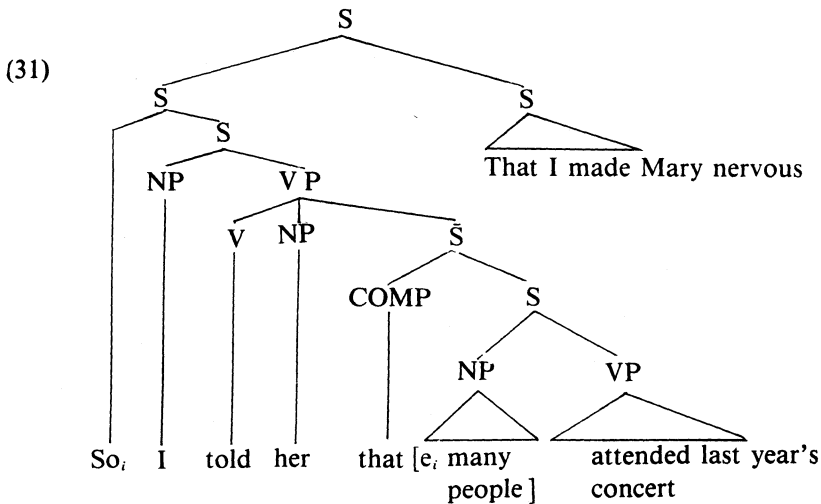 S
(31)
S S
S
That I made Mary nervous
NP VP
V NP S̄
COMP S
NP VP
Soᵢ I told her that [eᵢ many attended last year's
people] concert